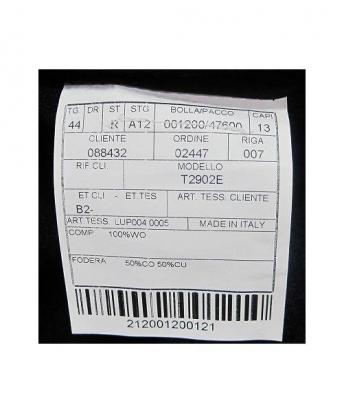 TG DR ST STG BOLLA/PACCO CAPI
44 R A12 001200/47600 13
CLIENTE ORDINE RIGA
088432 02447 007
RIF CLI. MODELLO
T2902E
ET CLI - ET TES ART. TESS. CLIENTE
B2-
ART.TESS. LUP004 0005 MADE IN ITALY
COMP 100%WO
FODERA 50%CO 50%CU
212001200121